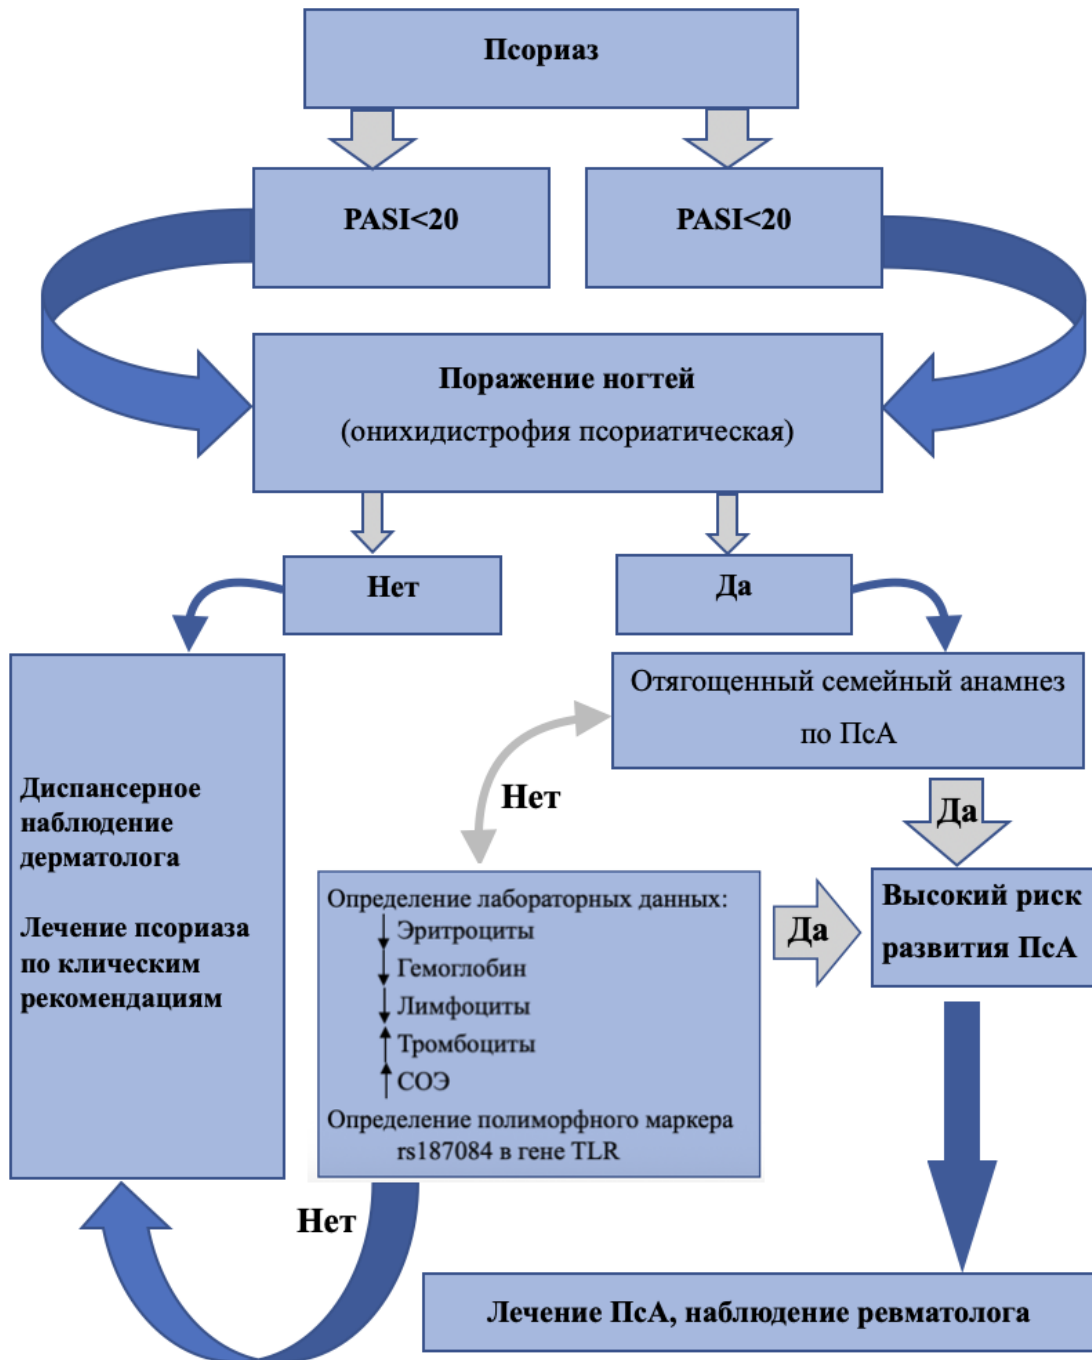 Псориаз
PASI<20
PASI<20
Поражение ногтей
(онихидистрофия псориатическая)
Нет
Да
Отягощенный семейный анамнез
по ПсА
Нет
Да
Диспансерное
наблюдение
дерматолога
Лечение псориаза
по клическим
рекомендациям
Определение лабораторных данных:
Эритроциты
Гемоглобин
Лимфоциты
Тромбоциты
СОЭ
Определение полиморфного маркера
rs187084 в гене TLR
Да
Высокий риск
развития ПсА
Нет
Лечение ПсА, наблюдение ревматолога